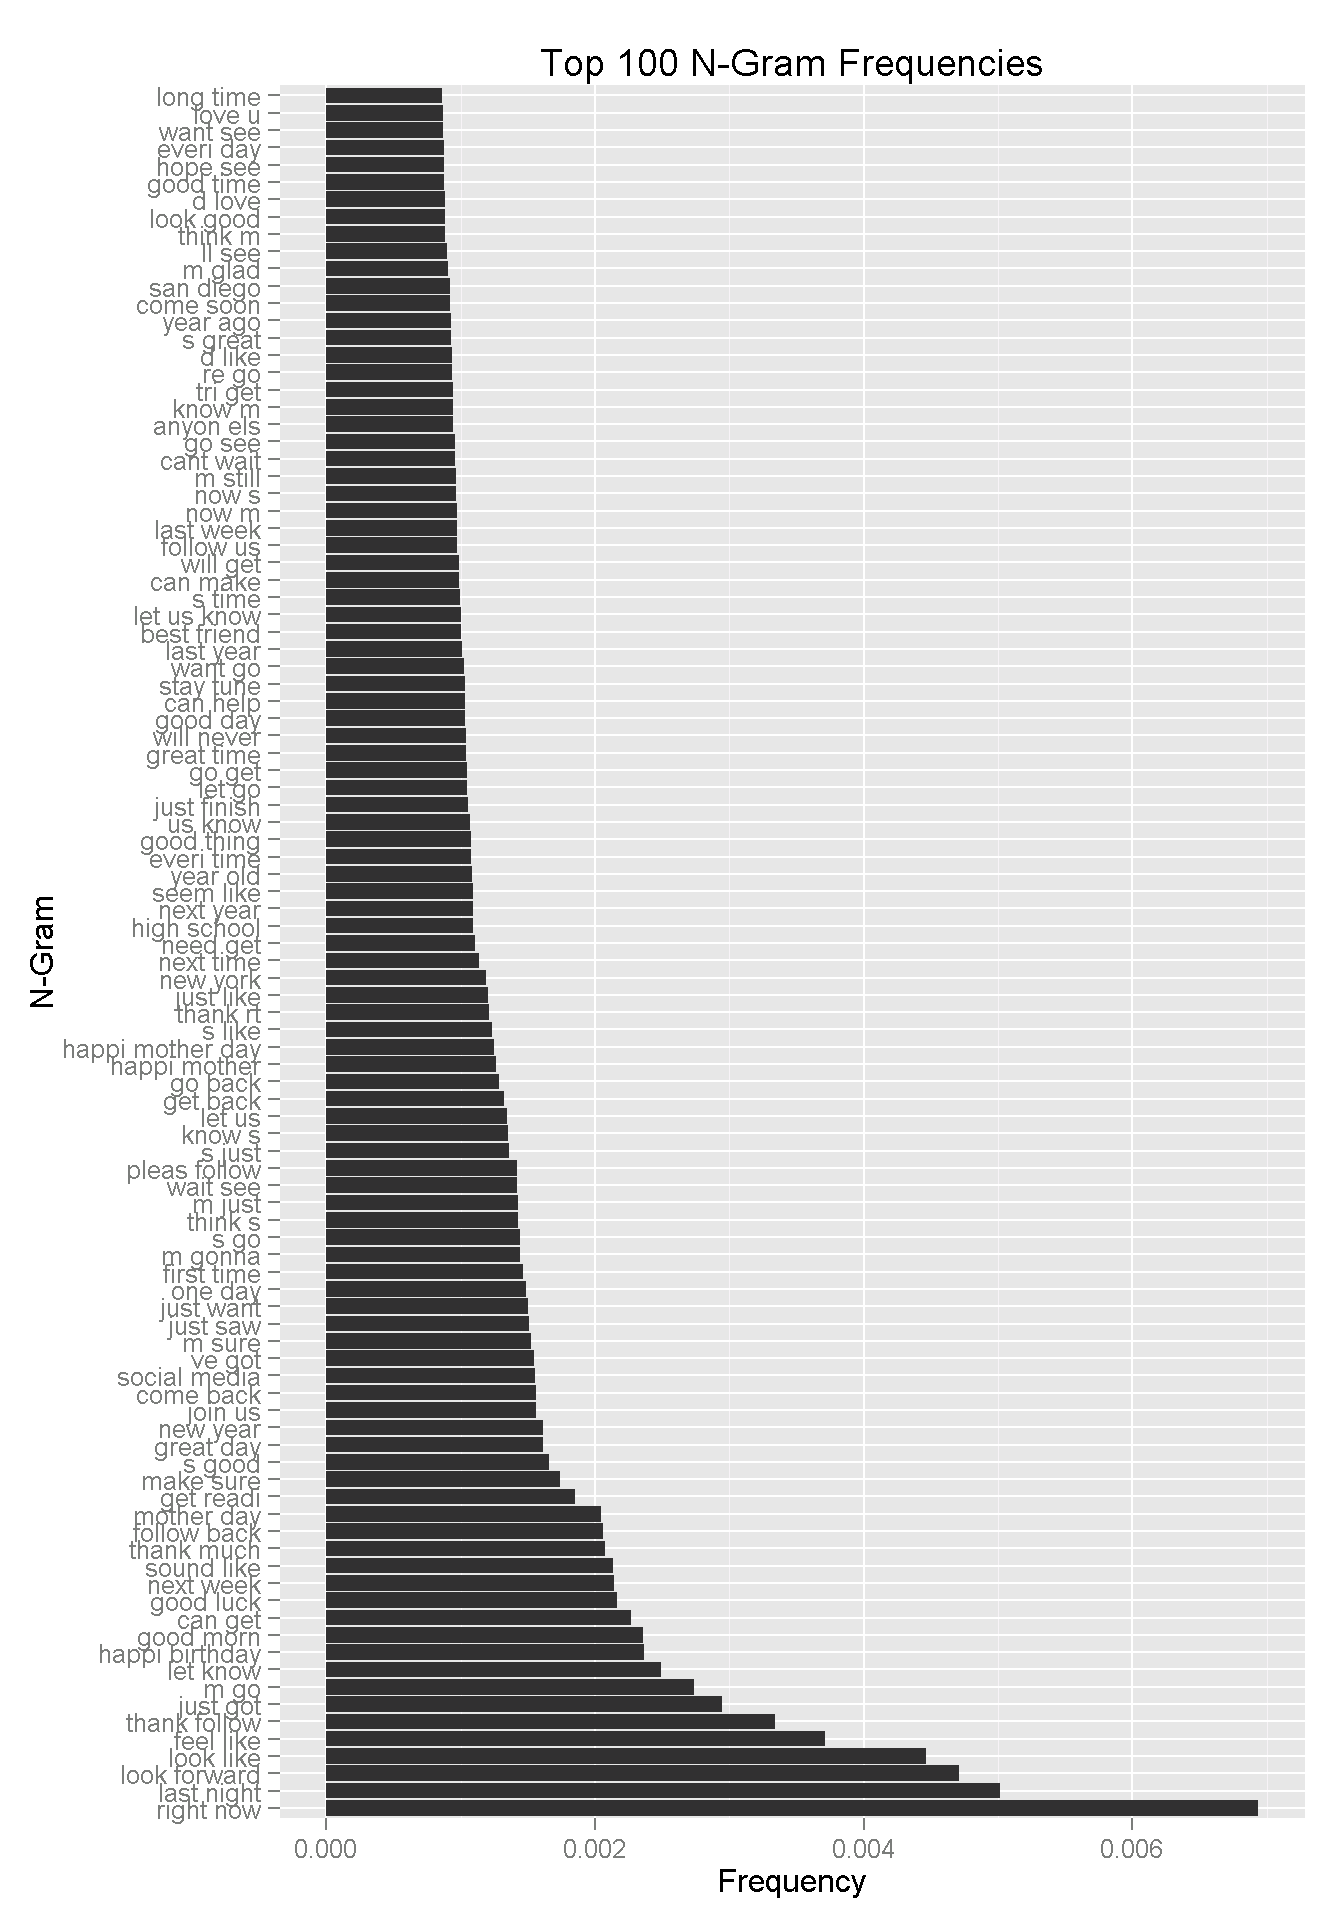 Top 100 N-Gram Frequencies
long time
love u
want see
everi day
hope see
good time
d love
look good
think m
ll see
m glad
san diego
come soon
year ago
s great
d like
re go
tri get
know m
anyon els
go see
cant wait
m still
now s
now m
last week
follow us
will get
can make
s time
let us know
best friend
last year
want go
stay tune
can help
good day
will never
great time
go get
let go
just finish
us know
good thing
everi time
year old
seem like
next year
high school
need get
next time
new york
just like
thank rt
s like
happi mother day
happi mother
go back
get back
let us
know s
s just
pleas follow
wait see
m just
think s
s go
m gonna
first time
one day
just want
just saw
m sure
ve got
social media
come back
join us
new year
great day
s good
make sure
get readi
mother day
follow back
thank much
sound like
next week
good luck
can get
good morn
happi birthday
let know
m go
just got
thank follow
feel like
look like
look forward
last night
right now
N-Gram
0.000 0.002 0.004 0.006
Frequency